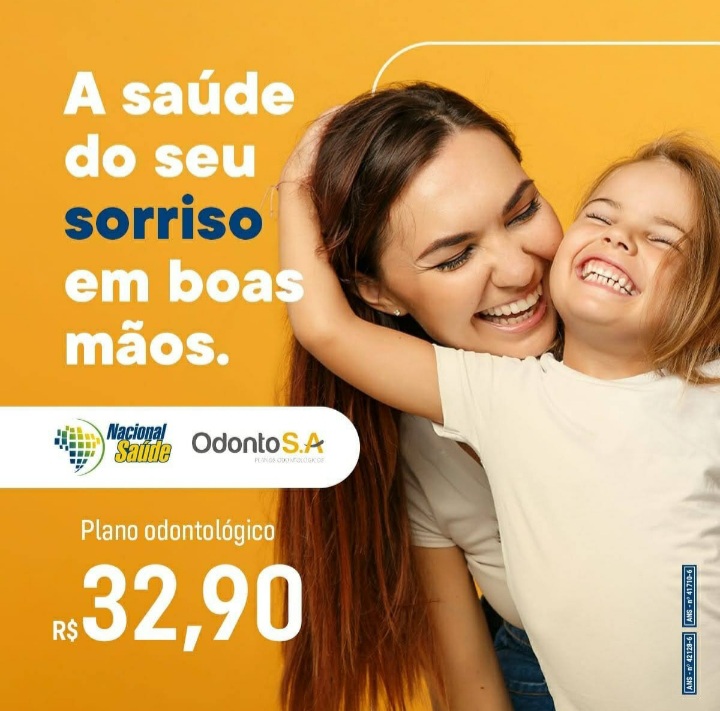 A saúde
do seu
sorriso
em boas
mãos.
Nacional
Saúde
Odonto S.A
Plano odontológico
R$ 32,90
ANS - nº 41710-6
ANS - nº 42128-6